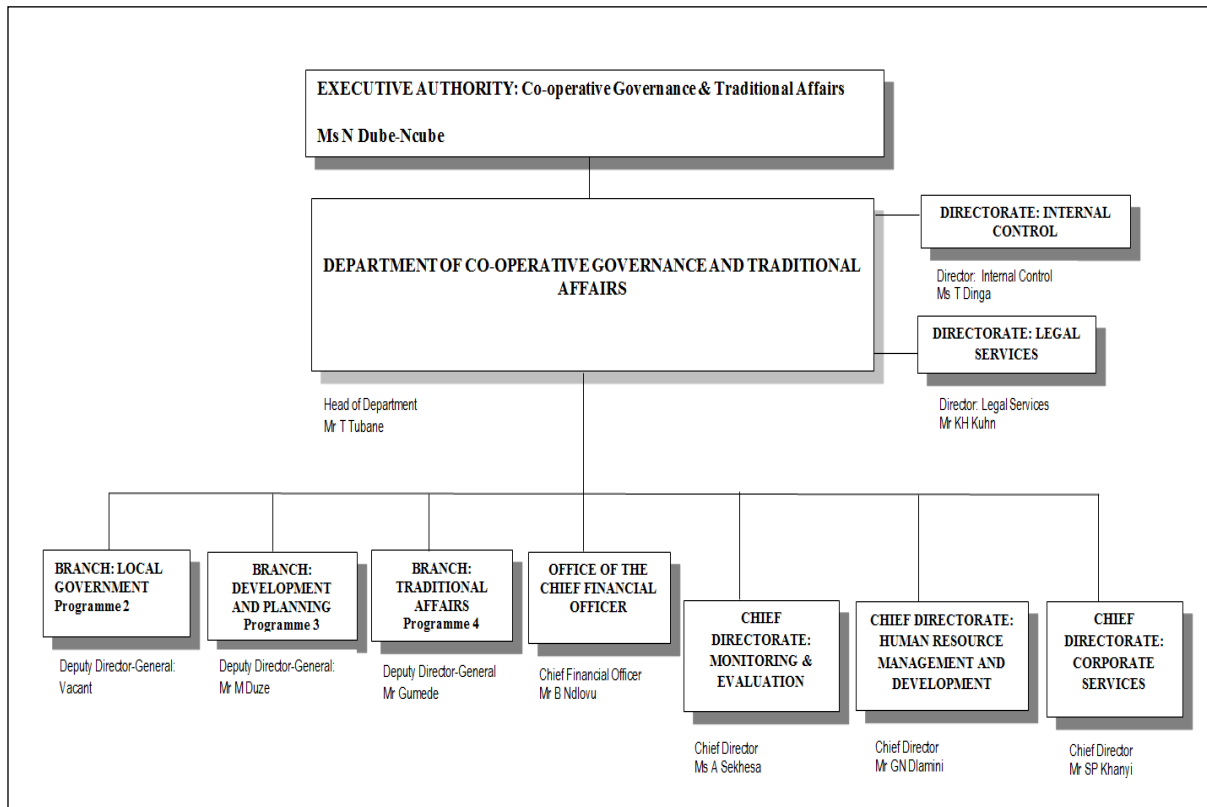 EXECUTIVE AUTHORITY: Co-operative Governance & Traditional Affairs
Ms N Dube-Ncube
DEPARTMENT OF CO-OPERATIVE GOVERNANCE AND TRADITIONAL
AFFAIRS
Head of Department
Mr T Tubane
DIRECTORATE: INTERNAL
CONTROL
Director: Internal Control
Ms T Dinga
DIRECTORATE: LEGAL
SERVICES
Director: Legal Services
Mr KH Kuhn
BRANCH: LOCAL
GOVERNMENT
Programme 2
Deputy Director-General:
Vacant
BRANCH:
DEVELOPMENT
AND PLANNING
Programme 3
Deputy Director-General:
Mr M Duze
BRANCH:
TRADITIONAL
AFFAIRS
Programme 4
Deputy Director-General
Mr Gumede
OFFICE OF THE
CHIEF FINANCIAL
OFFICER
Chief Financial Officer
Mr B Ndlovu
CHIEF
DIRECTORATE:
MONITORING &
EVALUATION
Chief Director
Ms A Sekhesa
CHIEF DIRECTORATE:
HUMAN RESOURCE
MANAGEMENT AND
DEVELOPMENT
Chief Director
Mr GN Dlamini
CHIEF
DIRECTORATE:
CORPORATE
SERVICES
Chief Director
Mr SP Khanyi